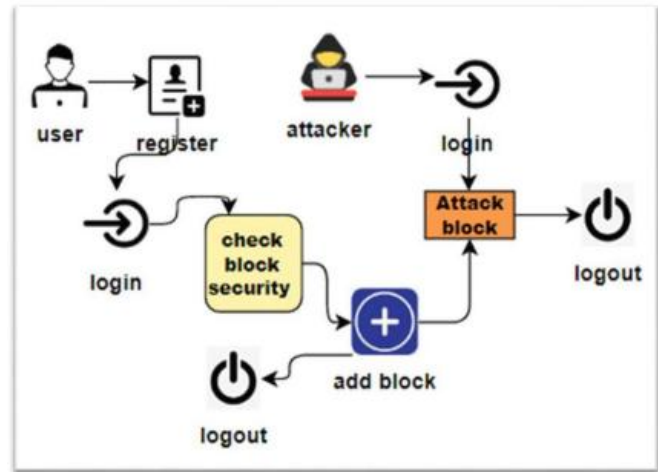 user
register
attacker
login
login
Attack
block
check
block
security
logout
add block
logout